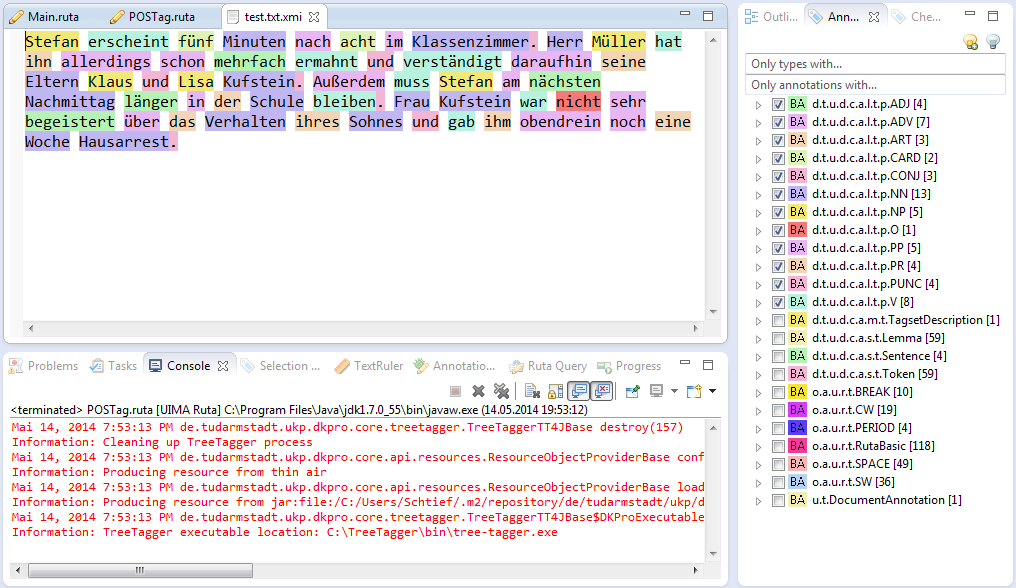 Main.ruta POSTag.ruta test.txt.xmi
Stefan erscheint fünf Minuten nach acht im Klassenzimmer. Herr Müller hat
ihn allerdings schon mehrfach ermahnt und verständigt daraufhin seine
Eltern Klaus und Lisa Kufstein. Außerdem muss Stefan am nächsten
Nachmittag länger in der Schule bleiben. Frau Kufstein war nicht sehr
begeistert über das Verhalten ihres Sohnes und gab ihm obendrein noch eine
Woche Hausarrest.
Problems Tasks Console Selection ... TextRuler Annotatio... Ruta Query Progress
<terminated> POSTag.ruta [UIMA Ruta] C:\Program Files\Java\jdk1.7.0_55\bin\javaw.exe (14.05.2014 19:53:12)
Mai 14, 2014 7:53:13 PM de.tudarmstadt.ukp.dkpro.core.treetagger.TreeTaggerTT4JBase destroy(157)
Information: Cleaning up TreeTagger process
Mai 14, 2014 7:53:13 PM de.tudarmstadt.ukp.dkpro.core.api.resources.ResourceObjectProviderBase conf
Information: Producing resource from thin air
Mai 14, 2014 7:53:13 PM de.tudarmstadt.ukp.dkpro.core.api.resources.ResourceObjectProviderBase load
Information: Producing resource from jar:file:/C:/Users/Schtief/.m2/repository/de/tudarmstadt/ukp/d
Mai 14, 2014 7:53:13 PM de.tudarmstadt.ukp.dkpro.core.treetagger.TreeTaggerTT4JBase$DKProExecutable
Information: TreeTagger executable location: C:\TreeTagger\bin\tree-tagger.exe
Outli... Ann... Che...
Only types with...
Only annotations with...
BA d.t.u.d.c.a.l.t.p.ADJ [4]
BA d.t.u.d.c.a.l.t.p.ADV [7]
BA d.t.u.d.c.a.l.t.p.ART [3]
BA d.t.u.d.c.a.l.t.p.CARD [2]
BA d.t.u.d.c.a.l.t.p.CONJ [3]
BA d.t.u.d.c.a.l.t.p.NN [13]
BA d.t.u.d.c.a.l.t.p.NP [5]
BA d.t.u.d.c.a.l.t.p.O [1]
BA d.t.u.d.c.a.l.t.p.PP [5]
BA d.t.u.d.c.a.l.t.p.PR [4]
BA d.t.u.d.c.a.l.t.p.PUNC [4]
BA d.t.u.d.c.a.l.t.p.V [8]
BA d.t.u.d.c.a.m.t.TagsetDescription [1]
BA d.t.u.d.c.a.s.t.Lemma [59]
BA d.t.u.d.c.a.s.t.Sentence [4]
BA d.t.u.d.c.a.s.t.Token [59]
BA o.a.u.r.t.BREAK [10]
BA o.a.u.r.t.CW [19]
BA o.a.u.r.t.PERIOD [4]
BA o.a.u.r.t.RutaBasic [118]
BA o.a.u.r.t.SPACE [49]
BA o.a.u.r.t.SW [36]
BA u.t.DocumentAnnotation [1]